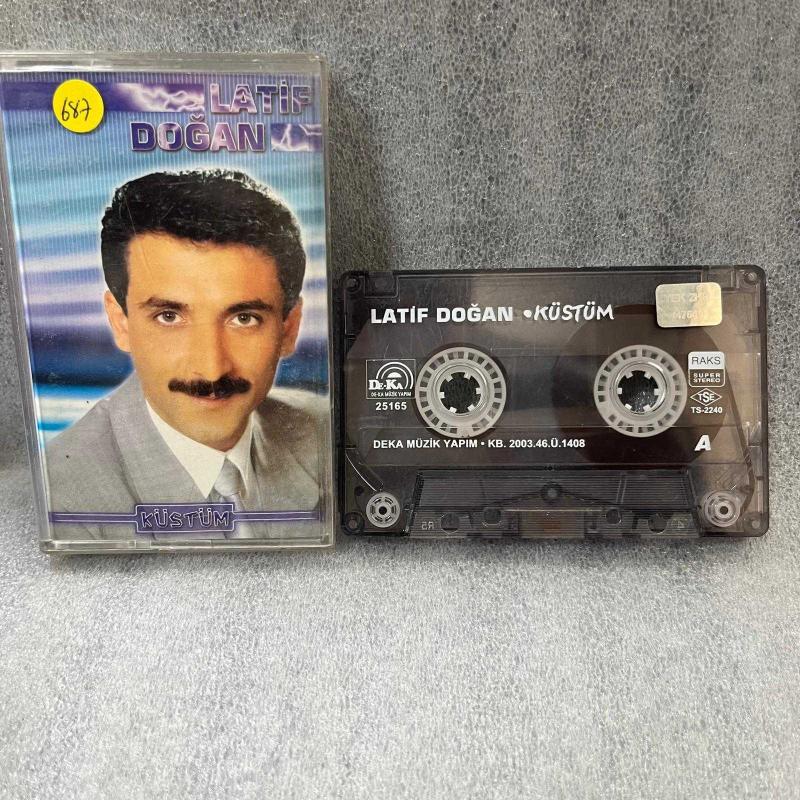 687
LATİF
DOĞAN
KÜSTÜM
LATİF DOĞAN •KÜSTÜM
DE-KA
DE-KA MÜZİK YAPIM
25165
RAKS
SUPER
STEREO
TSE
TS-2240
DEKA MÜZİK YAPIM • KB. 2003.46.Ü.1408
A